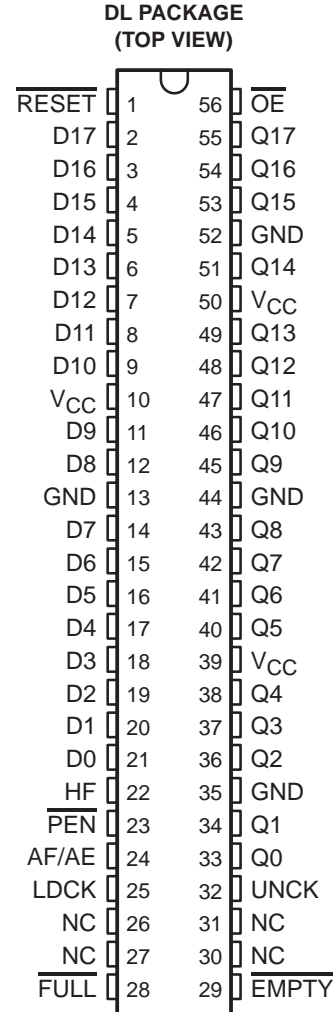 DL PACKAGE
(TOP VIEW)
RESET 1 56 OE
D17 2 55 Q17
D16 3 54 Q16
D15 4 53 Q15
D14 5 52 GND
D13 6 51 Q14
D12 7 50 VCC
D11 8 49 Q13
D10 9 48 Q12
VCC 10 47 Q11
D9 11 46 Q10
D8 12 45 Q9
GND 13 44 GND
D7 14 43 Q8
D6 15 42 Q7
D5 16 41 Q6
D4 17 40 Q5
D3 18 39 VCC
D2 19 38 Q4
D1 20 37 Q3
D0 21 36 Q2
HF 22 35 GND
PEN 23 34 Q1
AF/AE 24 33 Q0
LDCK 25 32 UNCK
NC 26 31 NC
NC 27 30 NC
FULL 28 29 EMPTY